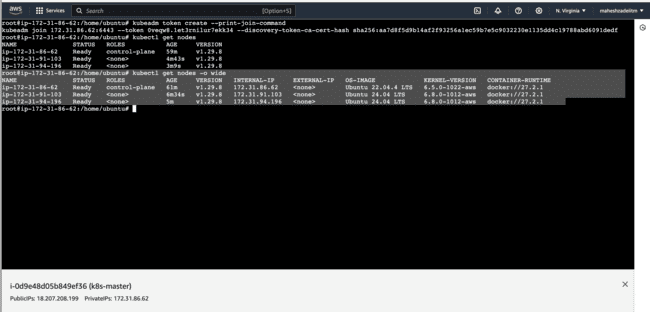 aws
Services
Search
[Option+S]
N. Virginia
maheshtadeitm
root@ip-172-31-86-62:/home/ubuntu# kubeadm token create --print-join-command
kubeadm join 172.31.86.62:6443 --token 0veqw8.let3rnilur7ekk34 --discovery-token-ca-cert-hash sha256:aa7d8f5d9b14af2f93256a1ec59b7e5c9032230e1135dd4c19788abd6091dedf
root@ip-172-31-86-62:/home/ubuntu# kubectl get nodes
NAME STATUS ROLES AGE VERSION
ip-172-31-86-62 Ready control-plane 59m v1.29.8
ip-172-31-91-103 Ready <none> 4m43s v1.29.8
ip-172-31-94-196 Ready <none> 3m9s v1.29.8
root@ip-172-31-86-62:/home/ubuntu# kubectl get nodes -o wide
NAME STATUS ROLES AGE VERSION INTERNAL-IP EXTERNAL-IP OS-IMAGE KERNEL-VERSION CONTAINER-RUNTIME
ip-172-31-86-62 Ready control-plane 61m v1.29.8 172.31.86.62 <none> Ubuntu 22.04.4 LTS 6.5.0-1022-aws docker://27.2.1
ip-172-31-91-103 Ready <none> 6m34s v1.29.8 172.31.91.103 <none> Ubuntu 24.04 LTS 6.8.0-1012-aws docker://27.2.1
ip-172-31-94-196 Ready <none> 5m v1.29.8 172.31.94.196 <none> Ubuntu 24.04 LTS 6.8.0-1012-aws docker://27.2.1
root@ip-172-31-86-62:/home/ubuntu#
i-0d9e48d05b849ef36 (k8s-master)
PublicIPs: 18.207.208.199 PrivateIPs: 172.31.86.62